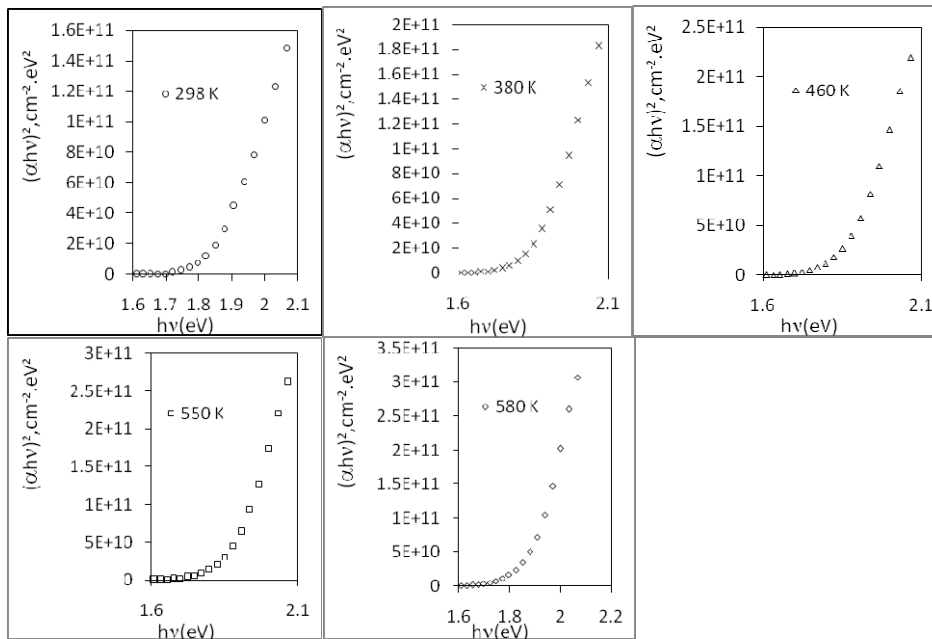 (αhν)²,cm⁻².eV²
1.6E+11
1.4E+11
1.2E+11
1E+11
8E+10
6E+10
4E+10
2E+10
0
298 K
1.6 1.7 1.8 1.9 2 2.1
hν(eV)
(αhν)²,cm⁻².eV²
2E+11
1.8E+11
1.6E+11
1.4E+11
1.2E+11
1E+11
8E+10
6E+10
4E+10
2E+10
0
380 K
1.6 2.1
hν(eV)
(αhν)²,cm⁻².eV²
2.5E+11
2E+11
1.5E+11
1E+11
5E+10
0
460 K
1.6 2.1
hν(eV)
(αhν)²,cm⁻².eV²
3E+11
2.5E+11
2E+11
1.5E+11
1E+11
5E+10
0
550 K
1.6 2.1
hν(eV)
(αhν)²,cm⁻².eV²
3.5E+11
3E+11
2.5E+11
2E+11
1.5E+11
1E+11
5E+10
0
580 K
1.6 1.8 2 2.2
hν(eV)